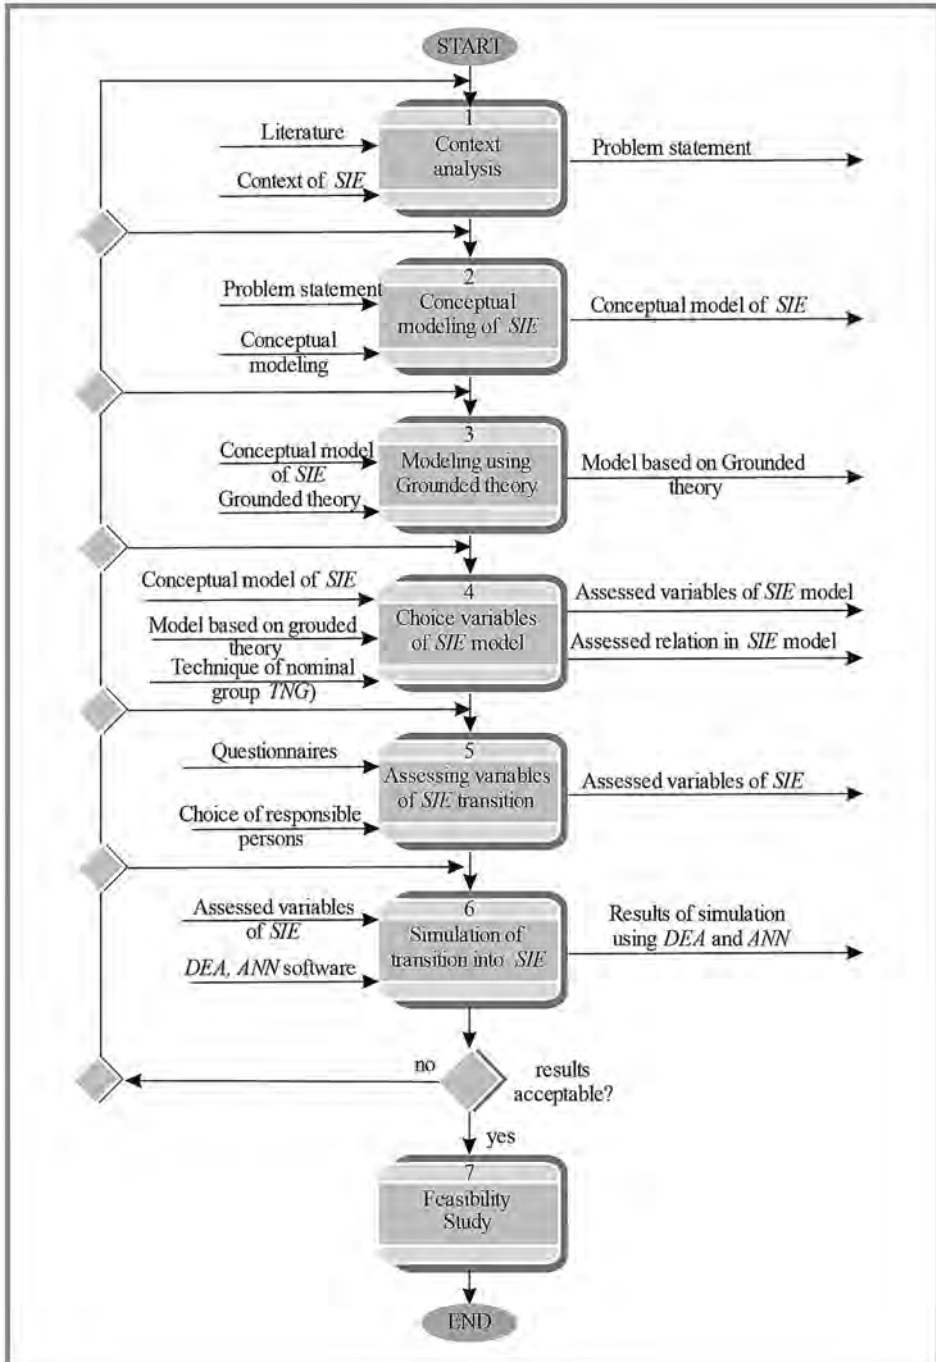 START
1
Context
analysis
Literature
Context of SIE
Problem statement
2
Conceptual
modeling of SIE
Problem statement
Conceptual
modeling
Conceptual model of SIE
3
Modeling using
Grounded theory
Conceptual model
of SIE
Grounded theory
Model based on Grounded
theory
4
Choice variables
of SIE model
Conceptual model of SIE
Model based on grouded
theory
Technique of nominal
group TNG)
Assessed variables of SIE model
Assessed relation in SIE model
5
Assessing variables
of SIE transition
Questionnaires
Choice of responsible
persons
Assessed variables of SIE
6
Simulation of
transition into SIE
Assessed variables
of SIE
DEA, ANN software
Results of simulation
using DEA and ANN
no
results
acceptable?
yes
7
Feasibility
Study
END